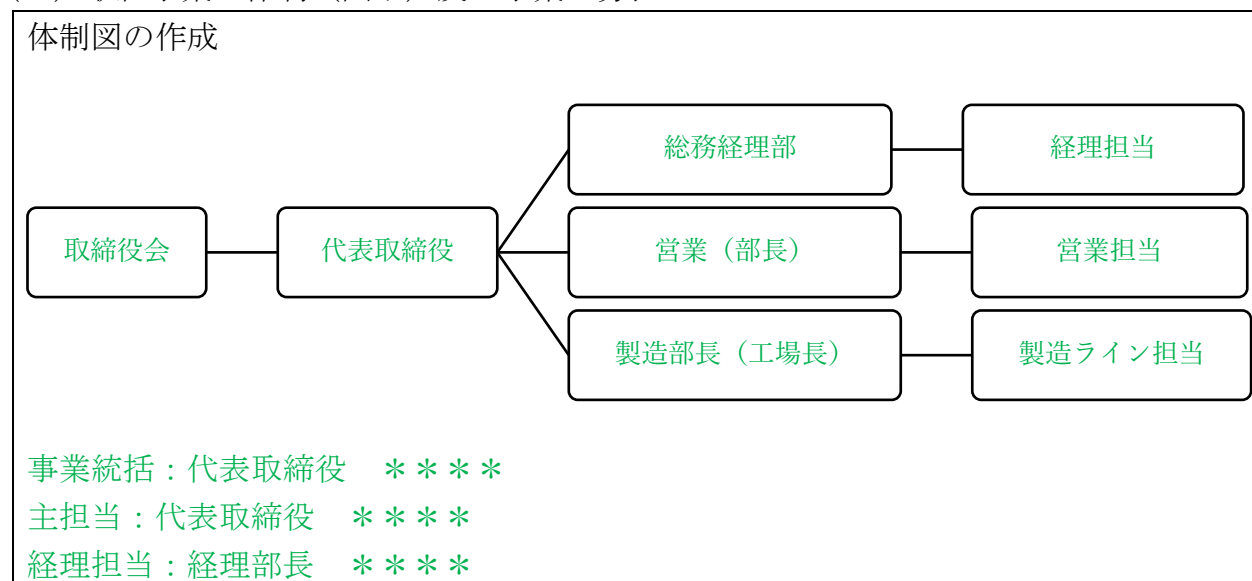 体制図の作成
総務経理部
経理担当
取締役会
代表取締役
営業（部長）
営業担当
製造部長（工場長）
製造ライン担当
事業統括：代表取締役　＊＊＊＊
主担当：代表取締役　＊＊＊＊
経理担当：経理部長　＊＊＊＊